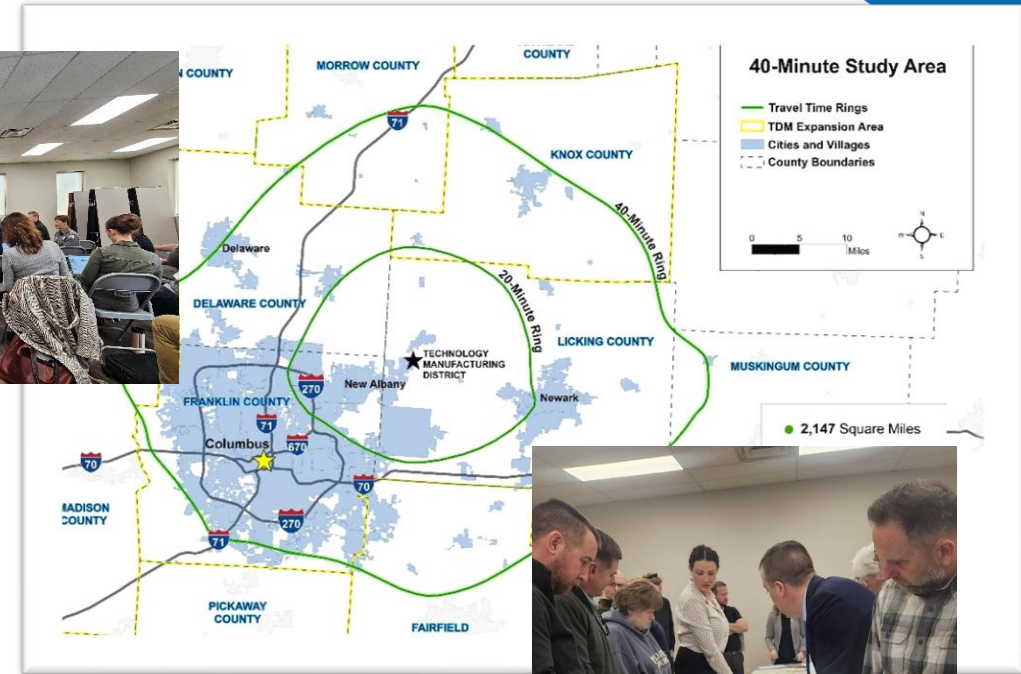 COUNTY
MORROW COUNTY
N COUNTY
40-Minute Study Area
71
Travel Time Rings
TDM Expansion Area
Cities and Villages
County Boundaries
KNOX COUNTY
40-Minute Ring
N
W
E
S
0 5 10
Miles
Delaware
20-Minute Ring
DELAWARE COUNTY
LICKING COUNTY
TECHNOLOGY
MANUFACTURING
DISTRICT
MUSKINGUM COUNTY
New Albany
270
Newark
FRANKLIN COUNTY
71
2,147 Square Miles
Columbus
670
70
70
MADISON
COUNTY
270
71
PICKAWAY
COUNTY
FAIRFIELD